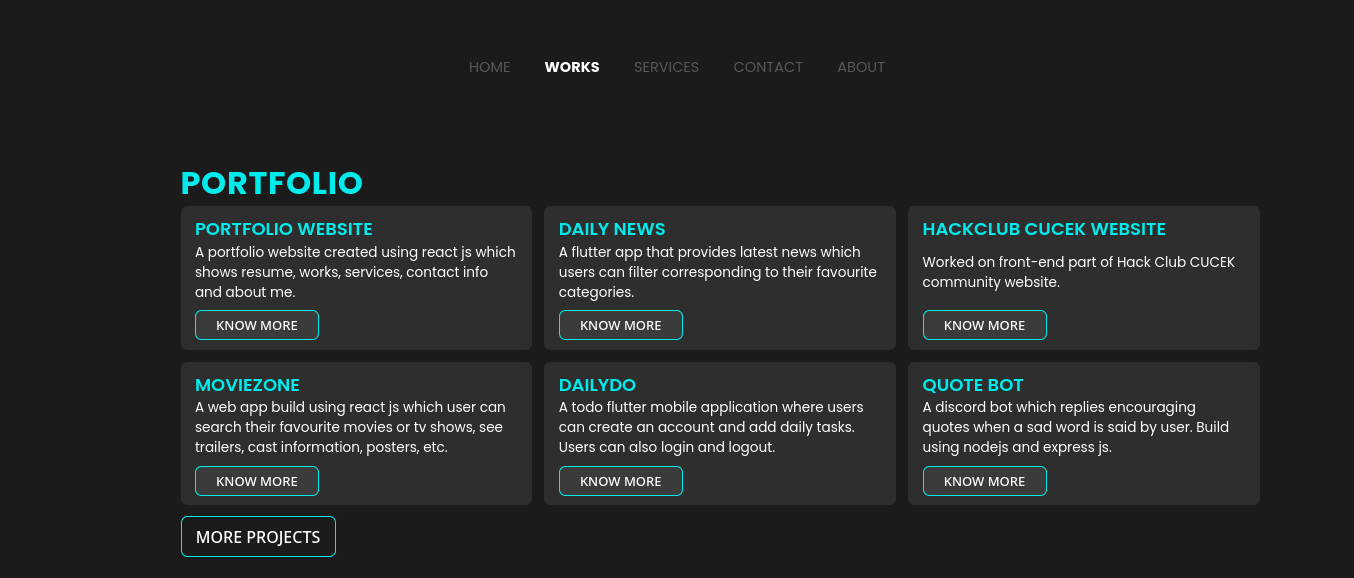 HOME WORKS SERVICES CONTACT ABOUT
PORTFOLIO
PORTFOLIO WEBSITE
A portfolio website created using react js which
shows resume, works, services, contact info
and about me.
KNOW MORE
DAILY NEWS
A flutter app that provides latest news which
users can filter corresponding to their favourite
categories.
KNOW MORE
HACKCLUB CUCEK WEBSITE
Worked on front-end part of Hack Club CUCEK
community website.
KNOW MORE
MOVIEZONE
A web app build using react js which user can
search their favourite movies or tv shows, see
trailers, cast information, posters, etc.
KNOW MORE
DAILYDO
A todo flutter mobile application where users
can create an account and add daily tasks.
Users can also login and logout.
KNOW MORE
QUOTE BOT
A discord bot which replies encouraging
quotes when a sad word is said by user. Build
using nodejs and express js.
KNOW MORE
MORE PROJECTS